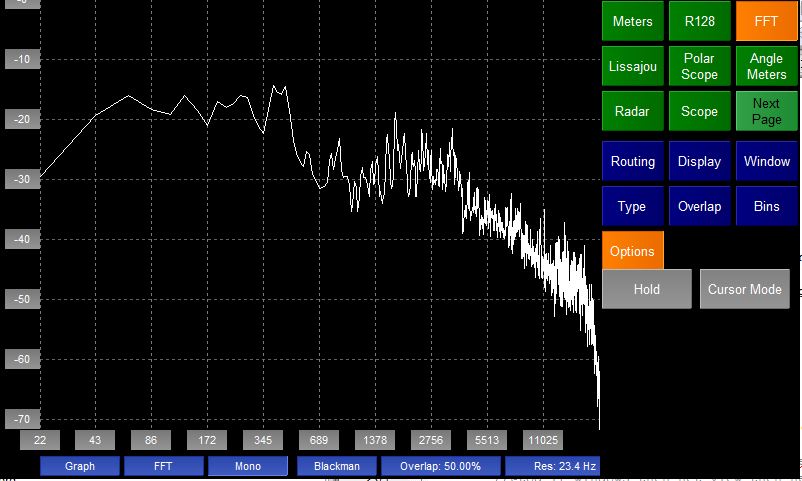 Meters R128 FFT
-10
Lissajou Polar Scope Angle Meters
Radar Scope Next Page
-20
Routing Display Window
-30
Type Overlap Bins
-40
Options
Hold Cursor Mode
-50
-60
-70
22 43 86 172 345 689 1378 2756 5513 11025
Graph FFT Mono Blackman Overlap: 50.00% Res: 23.4 Hz